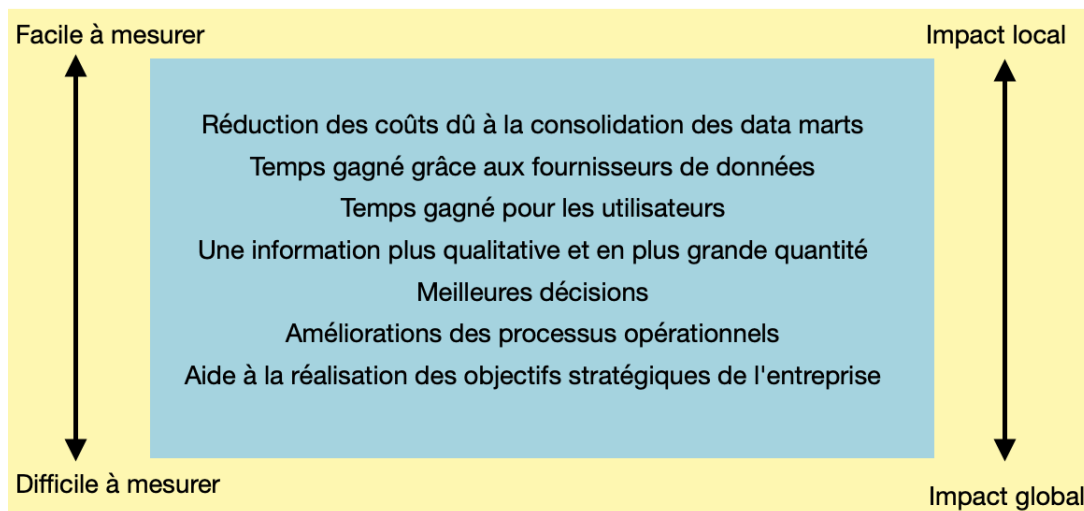 Facile à mesurer
Impact local
Réduction des coûts dû à la consolidation des data marts
Temps gagné grâce aux fournisseurs de données
Temps gagné pour les utilisateurs
Une information plus qualitative et en plus grande quantité
Meilleures décisions
Améliorations des processus opérationnels
Aide à la réalisation des objectifs stratégiques de l'entreprise
Difficile à mesurer
Impact global